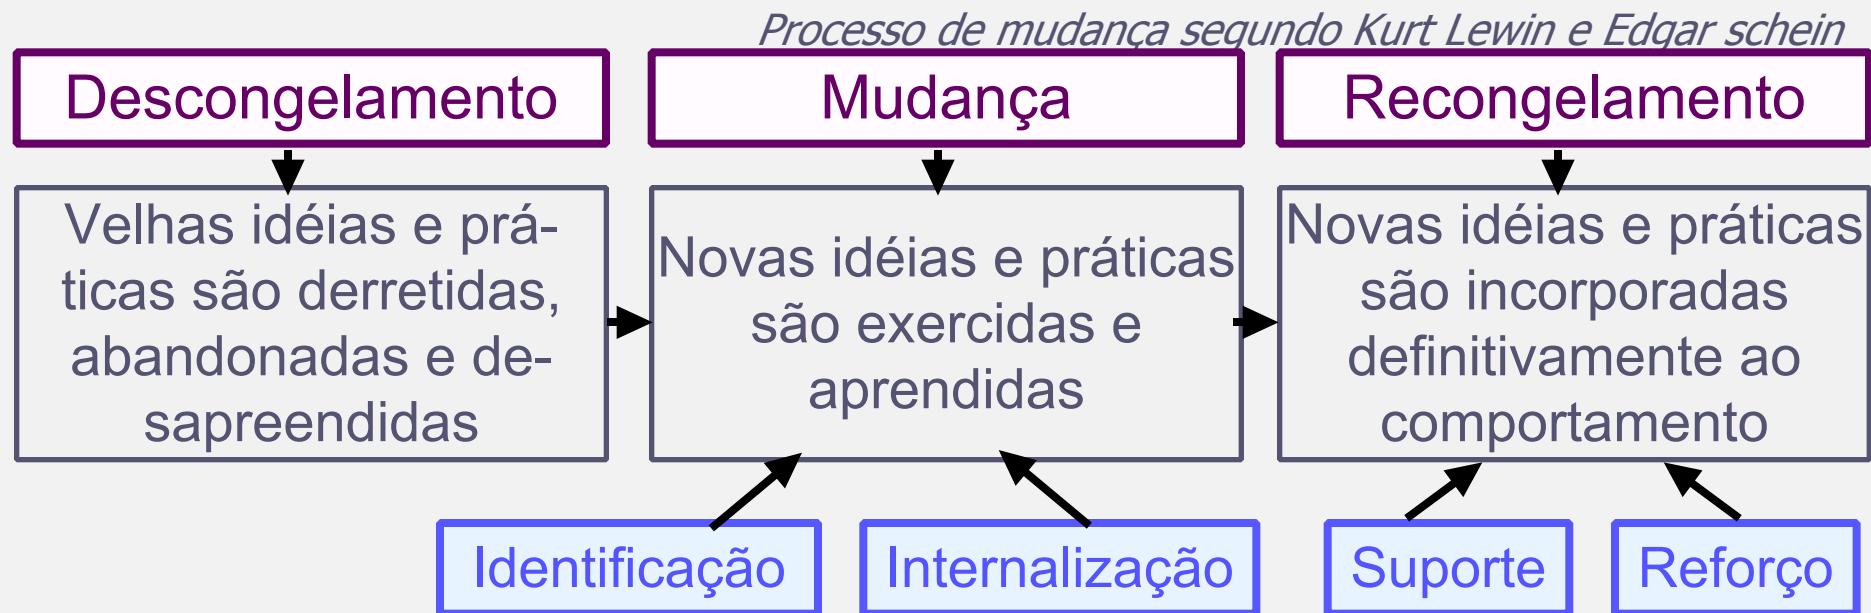 Processo de mudança segundo Kurt Lewin e Edgar schein
Descongelamento
Mudança
Recongelamento
Velhas idéias e prá-
ticas são derretidas,
abandonadas e de-
sapreendidas
Novas idéias e práticas
são exercidas e
aprendidas
Novas idéias e práticas
são incorporadas
definitivamente ao
comportamento
Identificação
Internalização
Suporte
Reforço